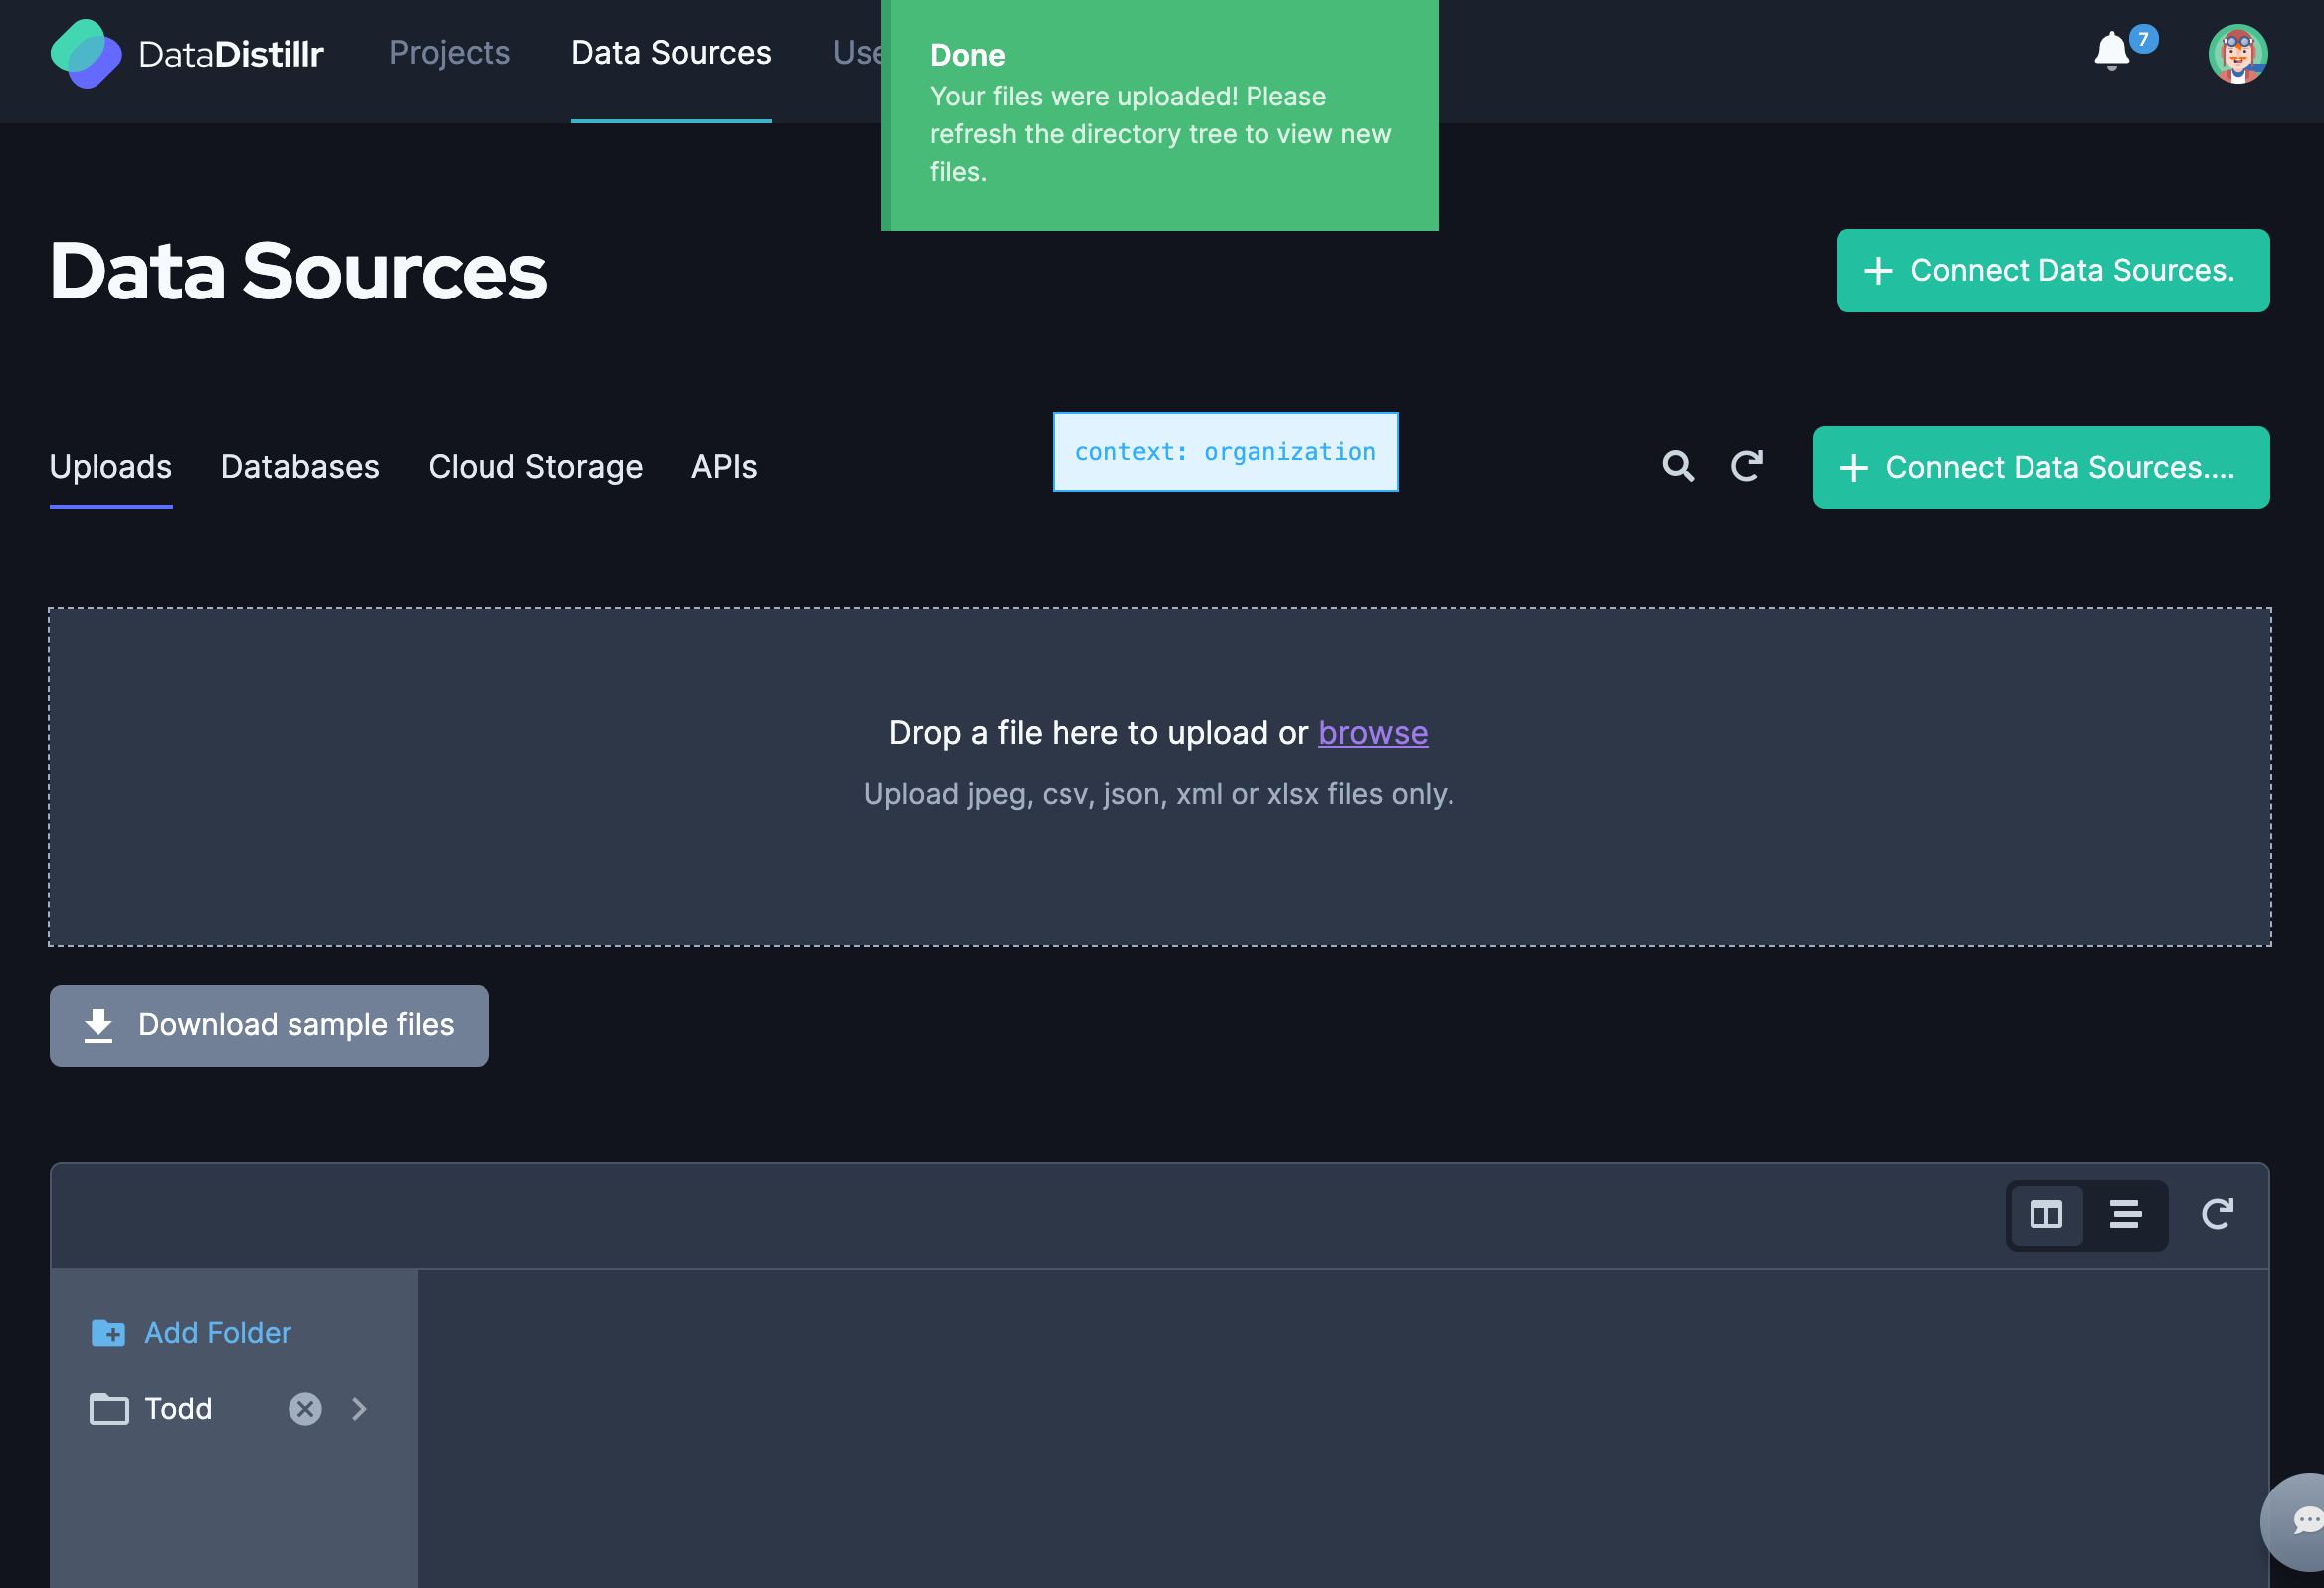 DataDistillr
Projects
Data Sources
Use
Done
Your files were uploaded! Please
refresh the directory tree to view new
files.
7
Data Sources
Connect Data Sources.
Uploads
Databases
Cloud Storage
APIs
context: organization
Connect Data Sources....
Drop a file here to upload or browse
Upload jpeg, csv, json, xml or xlsx files only.
Download sample files
Add Folder
Todd